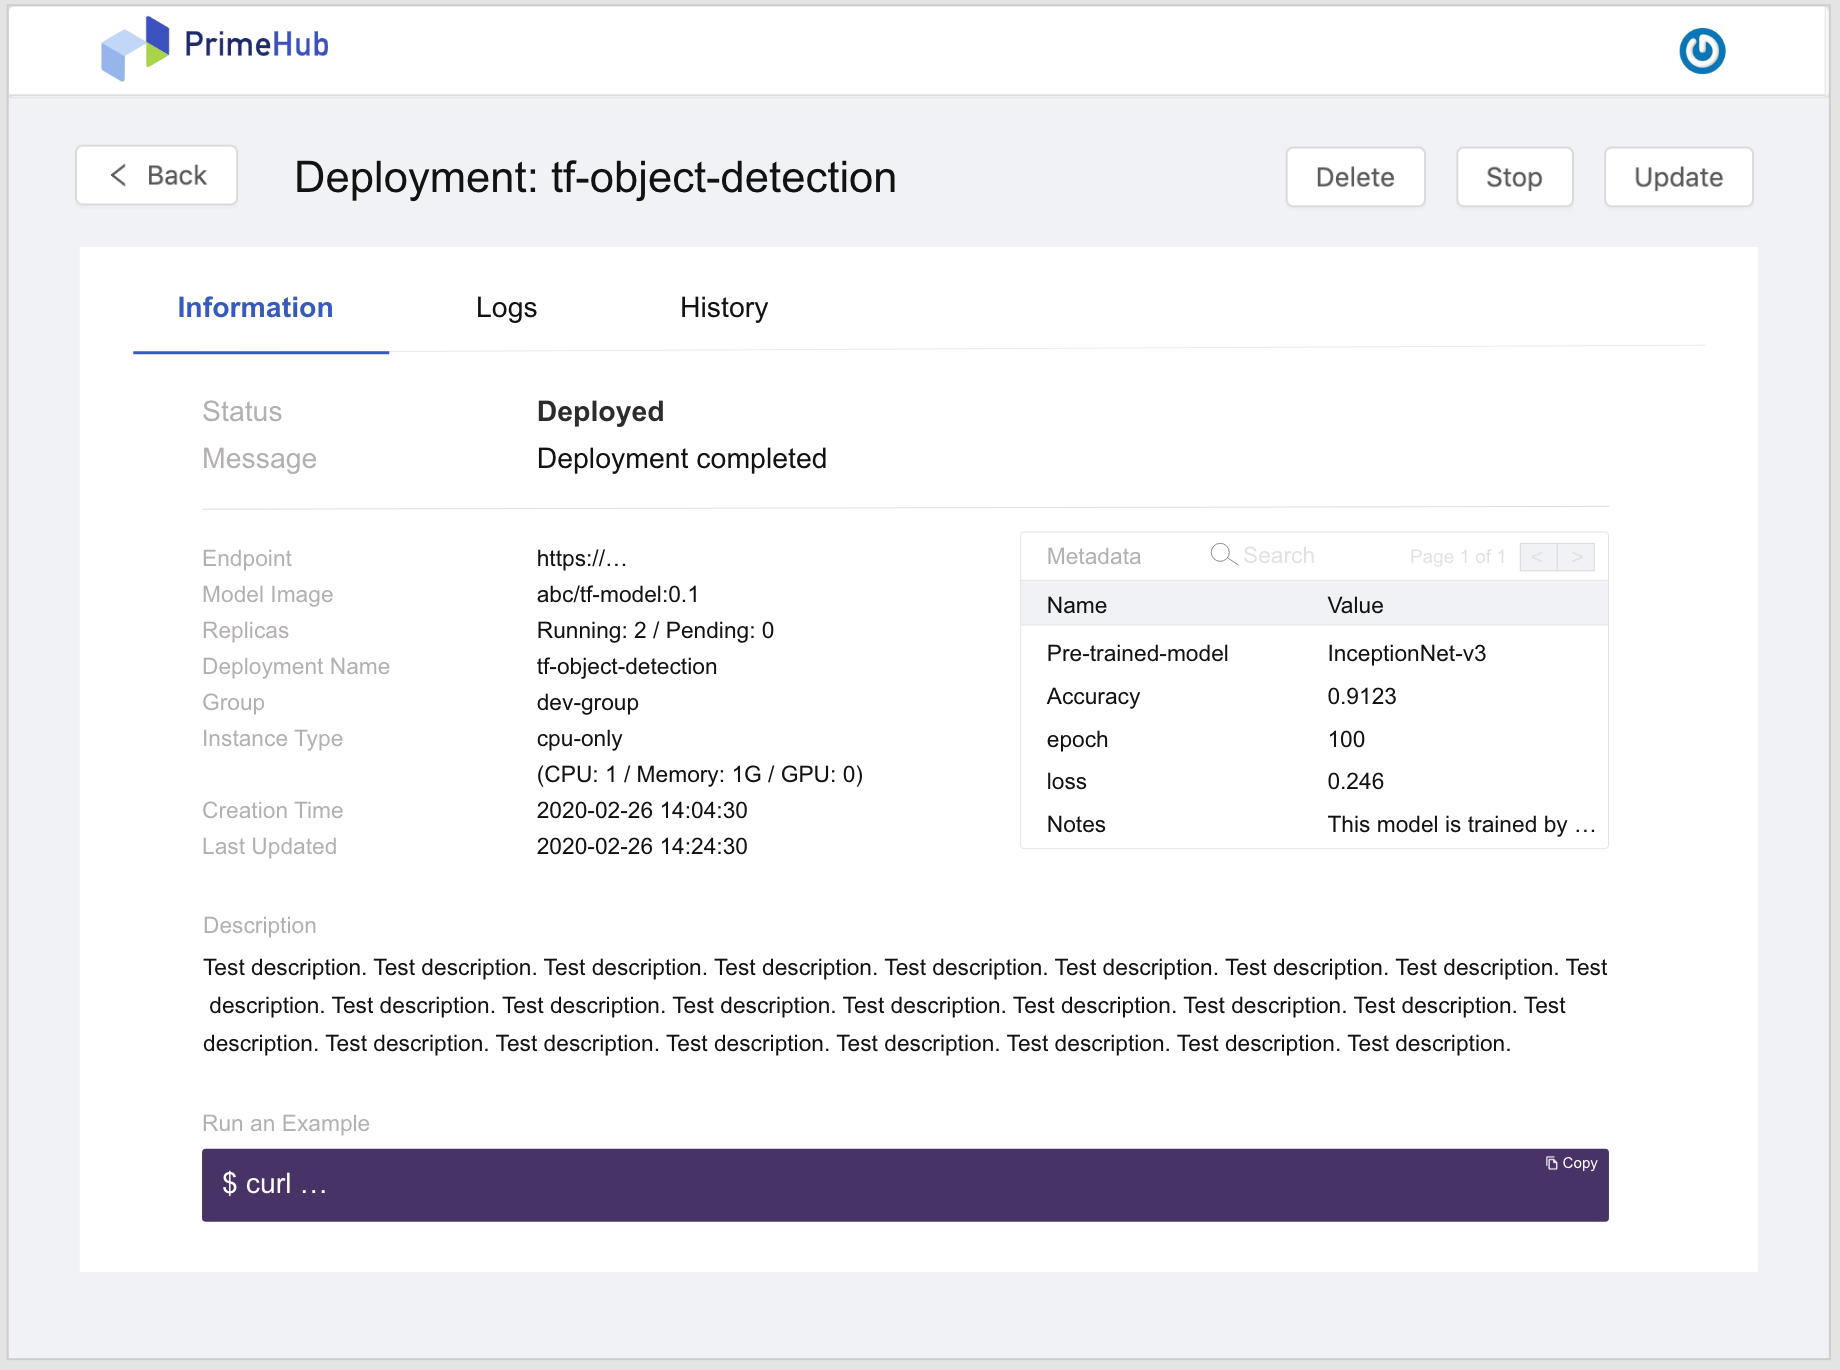 PrimeHub
< Back
Deployment: tf-object-detection
Delete
Stop
Update
Information
Logs
History
Status Deployed
Message Deployment completed
Endpoint https://…
Model Image abc/tf-model:0.1
Replicas Running: 2 / Pending: 0
Deployment Name tf-object-detection
Group dev-group
Instance Type cpu-only
(CPU: 1 / Memory: 1G / GPU: 0)
Creation Time 2020-02-26 14:04:30
Last Updated 2020-02-26 14:24:30
Metadata Search Page 1 of 1 < >
Name Value
Pre-trained-model InceptionNet-v3
Accuracy 0.9123
epoch 100
loss 0.246
Notes This model is trained by …
Description
Test description. Test description. Test description. Test description. Test description. Test description. Test description. Test description. Test
description. Test description. Test description. Test description. Test description. Test description. Test description. Test description. Test
description. Test description. Test description. Test description. Test description. Test description. Test description. Test description.
Run an Example
$ curl …
Copy